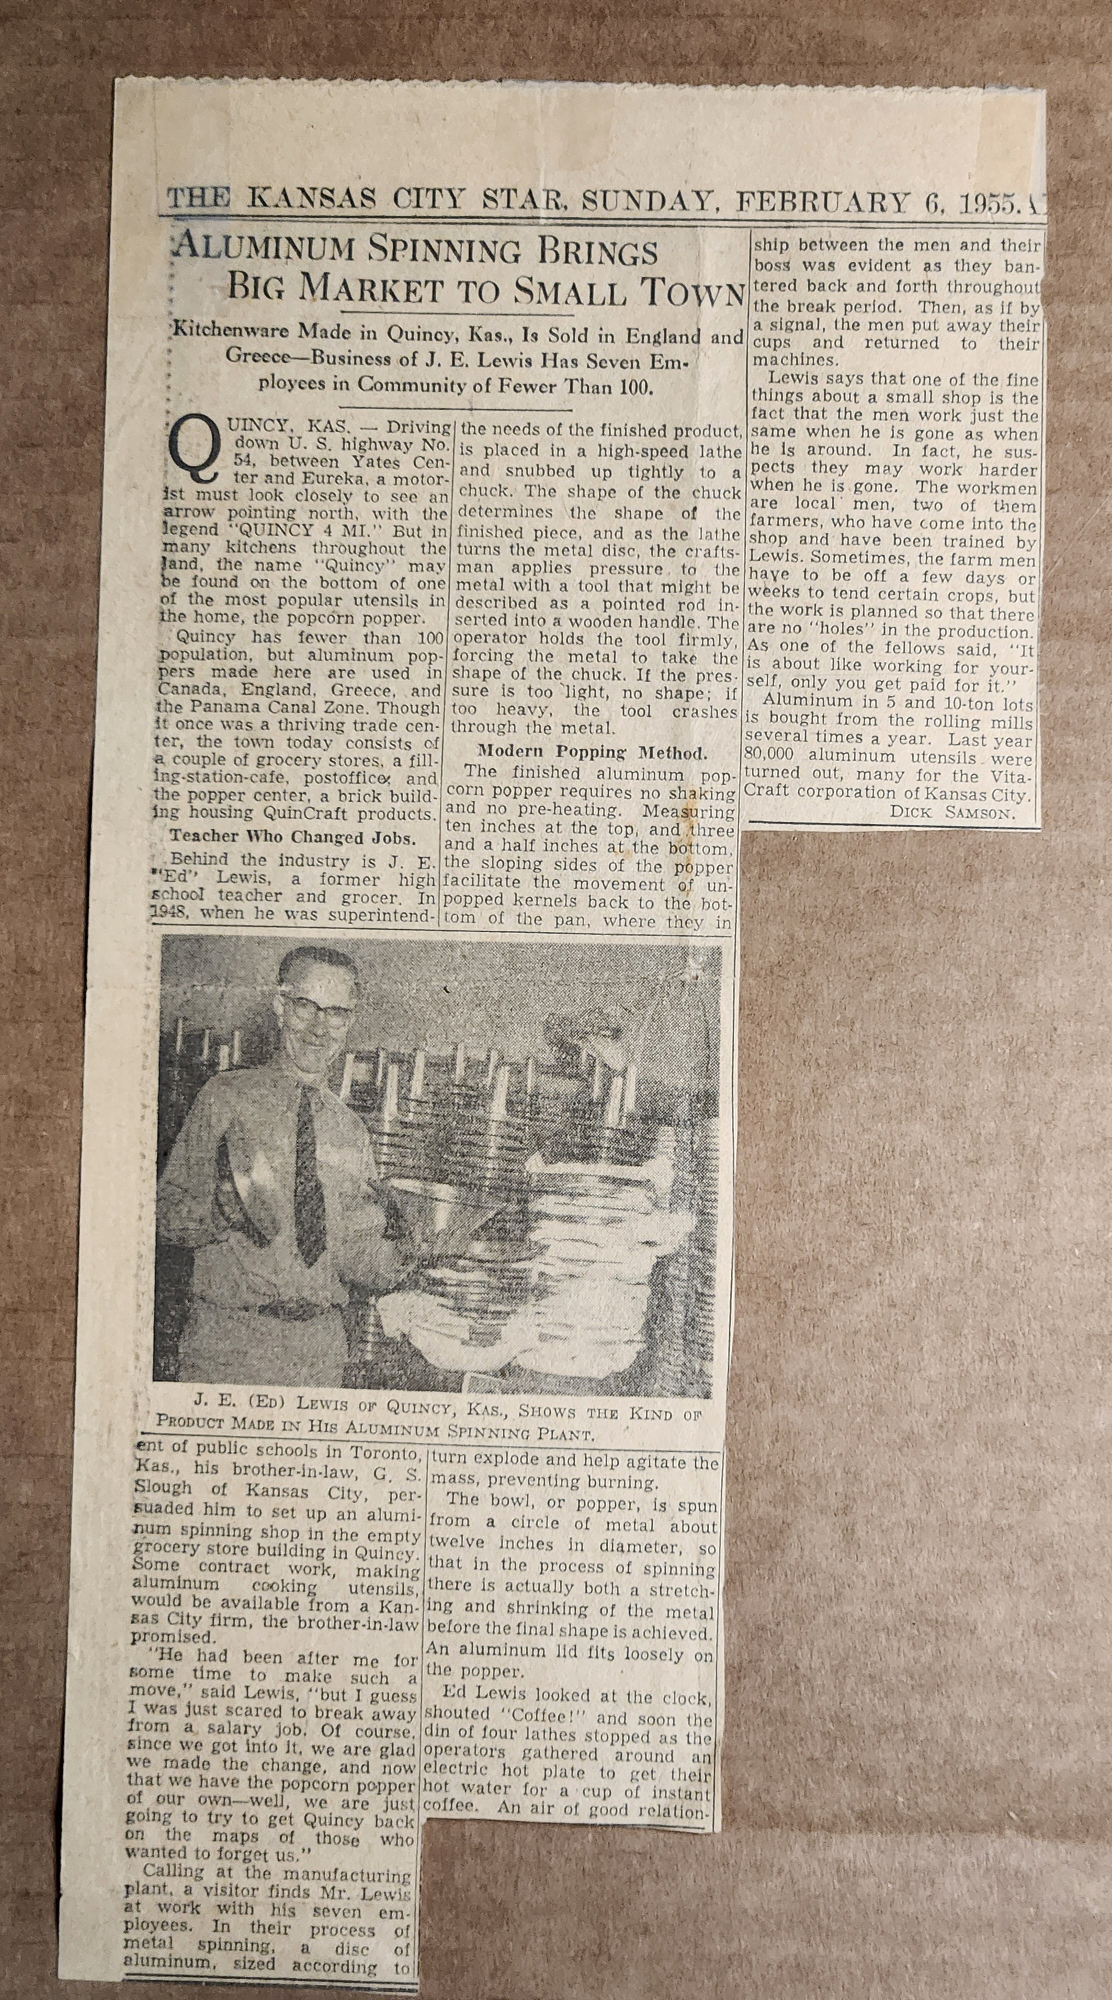 THE KANSAS CITY STAR, SUNDAY, FEBRUARY 6, 1955.
ALUMINUM SPINNING BRINGS
BIG MARKET TO SMALL TOWN
Kitchenware Made in Quincy, Kas., Is Sold in England and
Greece—Business of J. E. Lewis Has Seven Em-
ployees in Community of Fewer Than 100.
QUINCY, KAS. — Driving
down U. S. highway No.
54, between Yates Cen-
ter and Eureka, a motor-
ist must look closely to see an
arrow pointing north, with the
legend "QUINCY 4 MI." But in
many kitchens throughout the
land, the name "Quincy" may
be found on the bottom of one
of the most popular utensils in
the home, the popcorn popper.
Quincy has fewer than 100
population, but aluminum pop-
pers made here are used in
Canada, England, Greece, and
the Panama Canal Zone. Though
it once was a thriving trade cen-
ter, the town today consists of
a couple of grocery stores, a fill-
ing-station-cafe, postoffice, and
the popper center, a brick build-
ing housing QuinCraft products.
Teacher Who Changed Jobs.
Behind the industry is J. E.
"Ed" Lewis, a former high
school teacher and grocer. In
1948, when he was superintend-
ent of public schools in Toronto,
Kas., his brother-in-law, G. S.
Slough of Kansas City, per-
suaded him to set up an alumi-
num spinning shop in the empty
grocery store building in Quincy.
Some contract work, making
aluminum cooking utensils,
would be available from a Kan-
sas City firm, the brother-in-law
promised.
"He had been after me for
some time to make such a
move," said Lewis, "but I guess
I was just scared to break away
from a salary job. Of course,
since we got into it, we are glad
we made the change, and now
that we have the popcorn popper
of our own—well, we are just
going to try to get Quincy back
on the maps of those who
wanted to forget us."
Calling at the manufacturing
plant, a visitor finds Mr. Lewis
at work with his seven em-
ployees. In their process of
metal spinning, a disc of
aluminum, sized according to
the needs of the finished product,
is placed in a high-speed lathe
and snubbed up tightly to a
chuck. The shape of the chuck
determines the shape of the
finished piece, and as the lathe
turns the metal disc, the crafts-
man applies pressure to the
metal with a tool that might be
described as a pointed rod in-
serted into a wooden handle. The
operator holds the tool firmly,
forcing the metal to take the
shape of the chuck. If the pres-
sure is too light, no shape; if
too heavy, the tool crashes
through the metal.
Modern Popping Method.
The finished aluminum pop-
corn popper requires no shaking
and no pre-heating. Measuring
ten inches at the top, and three
and a half inches at the bottom,
the sloping sides of the popper
facilitate the movement of un-
popped kernels back to the bot-
tom of the pan, where they in
turn explode and help agitate the
mass, preventing burning.
The bowl, or popper, is spun
from a circle of metal about
twelve inches in diameter, so
that in the process of spinning
there is actually both a stretch-
ing and shrinking of the metal
before the final shape is achieved.
An aluminum lid fits loosely on
the popper.
Ed Lewis looked at the clock,
shouted "Coffee!" and soon the
din of four lathes stopped as the
operators gathered around an
electric hot plate to get their
hot water for a cup of instant
coffee. An air of good relation-
ship between the men and their
boss was evident as they ban-
tered back and forth throughout
the break period. Then, as if by
a signal, the men put away their
cups and returned to their
machines.
Lewis says that one of the fine
things about a small shop is the
fact that the men work just the
same when he is gone as when
he is around. In fact, he sus-
pects they may work harder
when he is gone. The workmen
are local men, two of them
farmers, who have come into the
shop and have been trained by
Lewis. Sometimes, the farm men
have to be off a few days or
weeks to tend certain crops, but
the work is planned so that there
are no "holes" in the production.
As one of the fellows said, "It
is about like working for your-
self, only you get paid for it."
Aluminum in 5 and 10-ton lots
is bought from the rolling mills
several times a year. Last year
80,000 aluminum utensils were
turned out, many for the Vita-
Craft corporation of Kansas City.
DICK SAMSON.
J. E. (ED) LEWIS OF QUINCY, KAS., SHOWS THE KIND OF
PRODUCT MADE IN HIS ALUMINUM SPINNING PLANT.